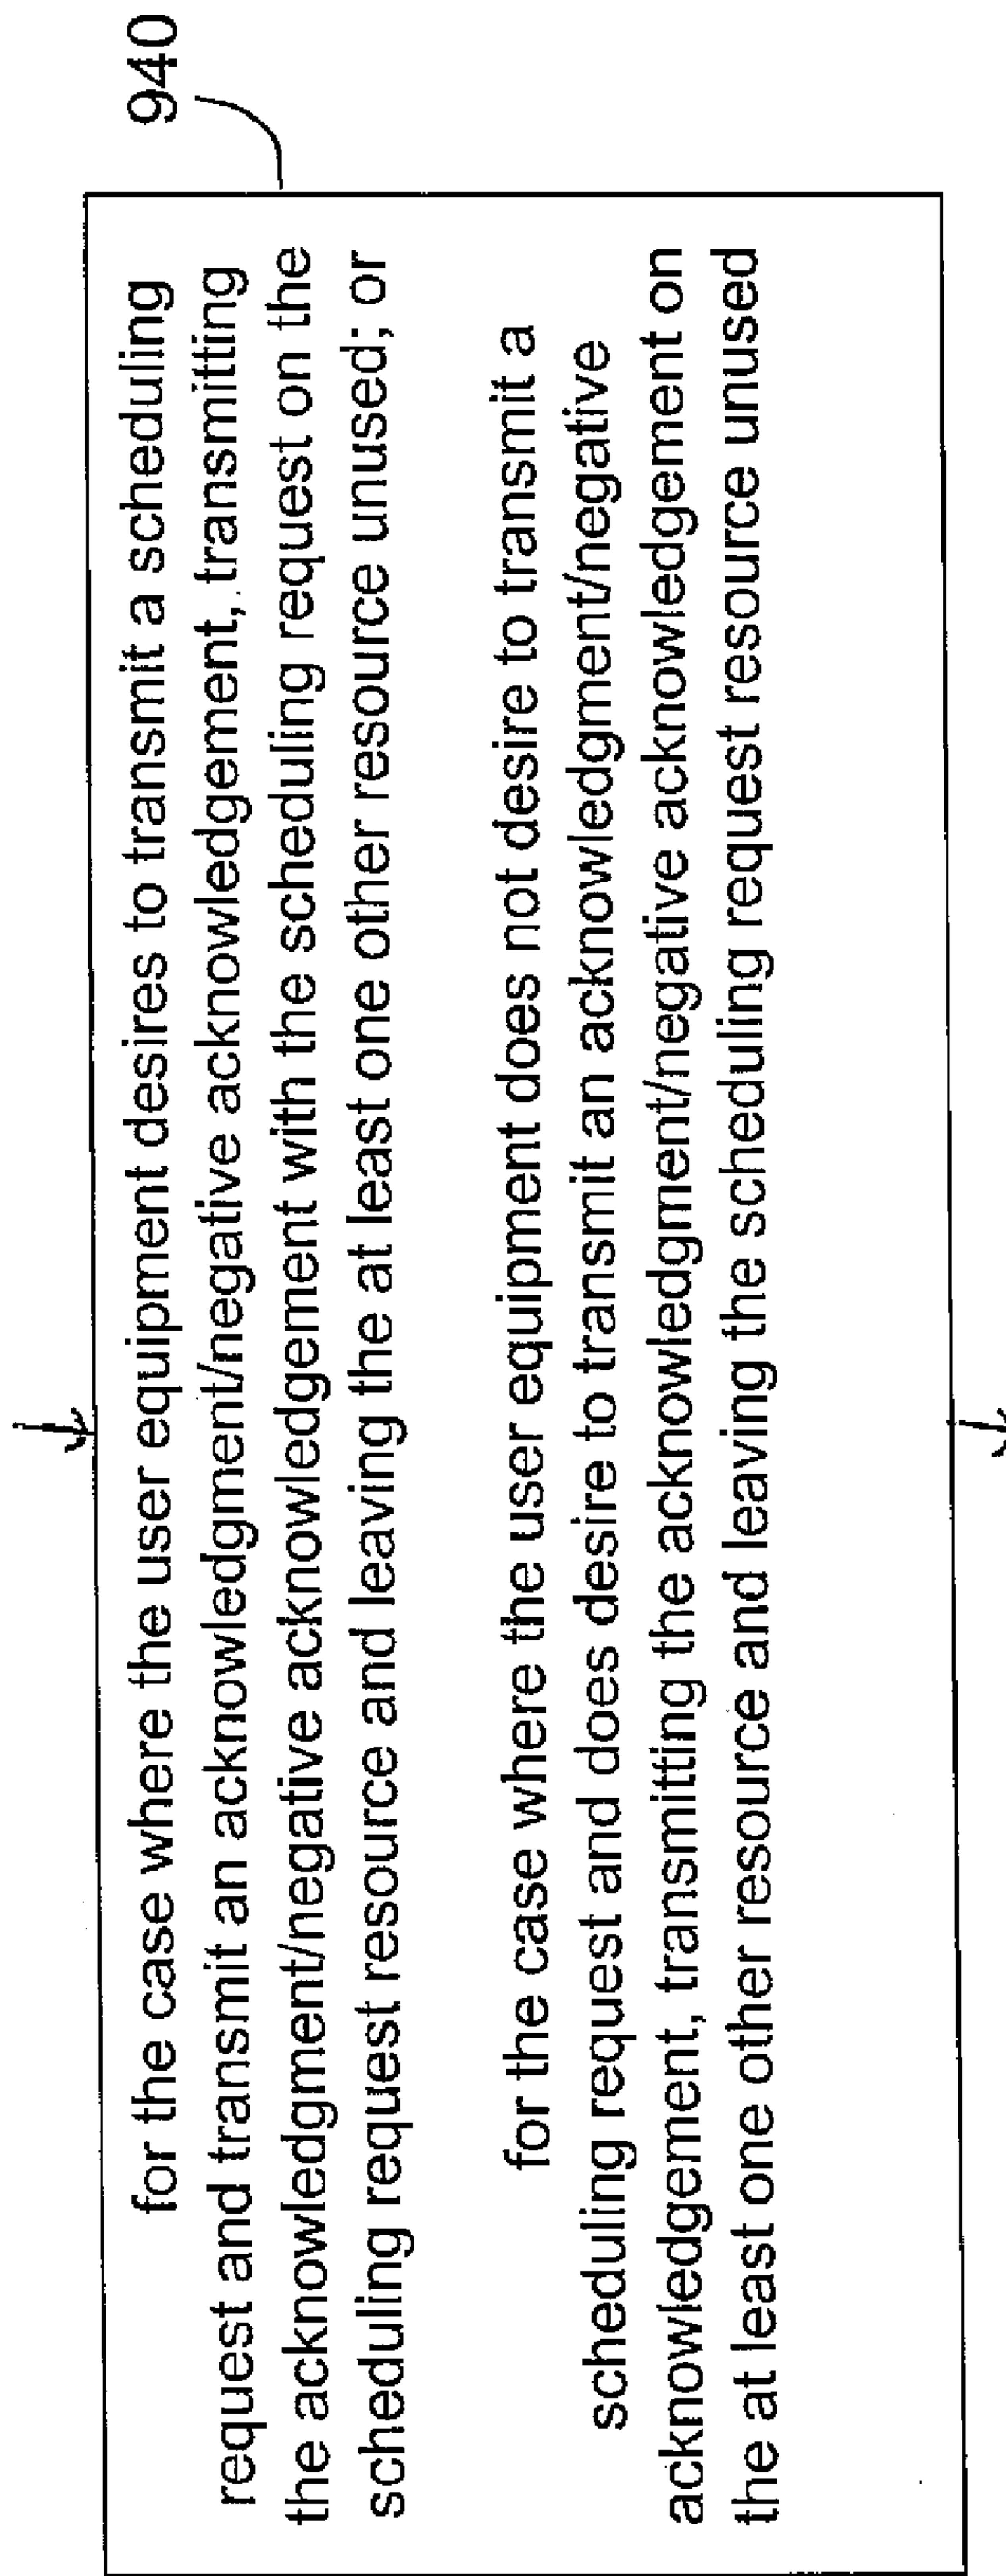 940
for the case where the user equipment desires to transmit a scheduling
request and transmit an acknowledgment/negative acknowledgement, transmitting
the acknowledgment/negative acknowledgement with the scheduling request on the
scheduling request resource and leaving the at least one other resource unused; or
for the case where the user equipment does not desire to transmit a
scheduling request and does desire to transmit an acknowledgment/negative
acknowledgement, transmitting the acknowledgment/negative acknowledgement on
the at least one other resource and leaving the scheduling request resource unused